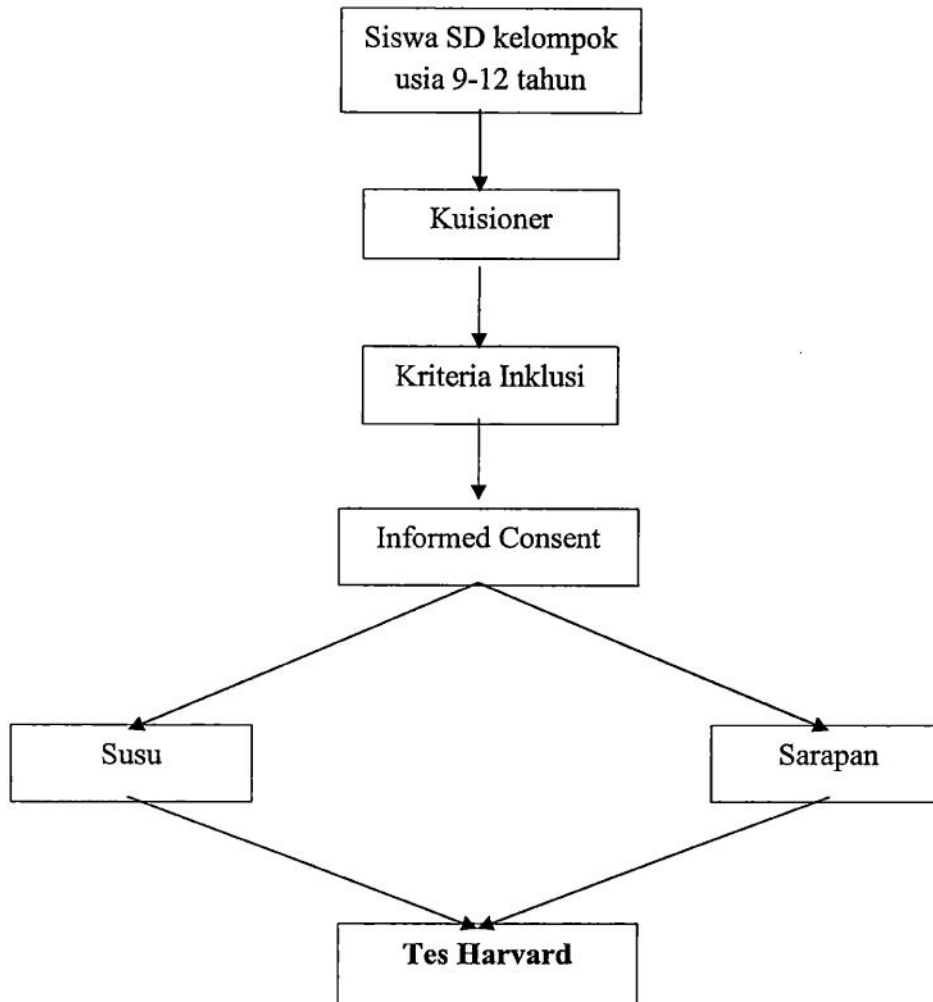 Siswa SD kelompok
usia 9-12 tahun
Kuisioner
Kriteria Inklusi
Informed Consent
Susu
Sarapan
Tes Harvard